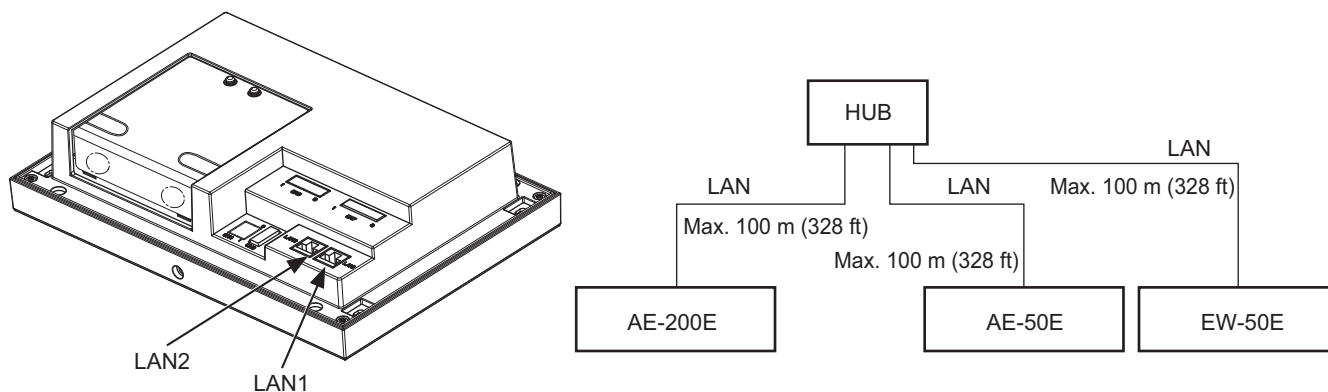 HUB
LAN
LAN
LAN
Max. 100 m (328 ft)
Max. 100 m (328 ft)
Max. 100 m (328 ft)
AE-200E
AE-50E
EW-50E
LAN2
LAN1